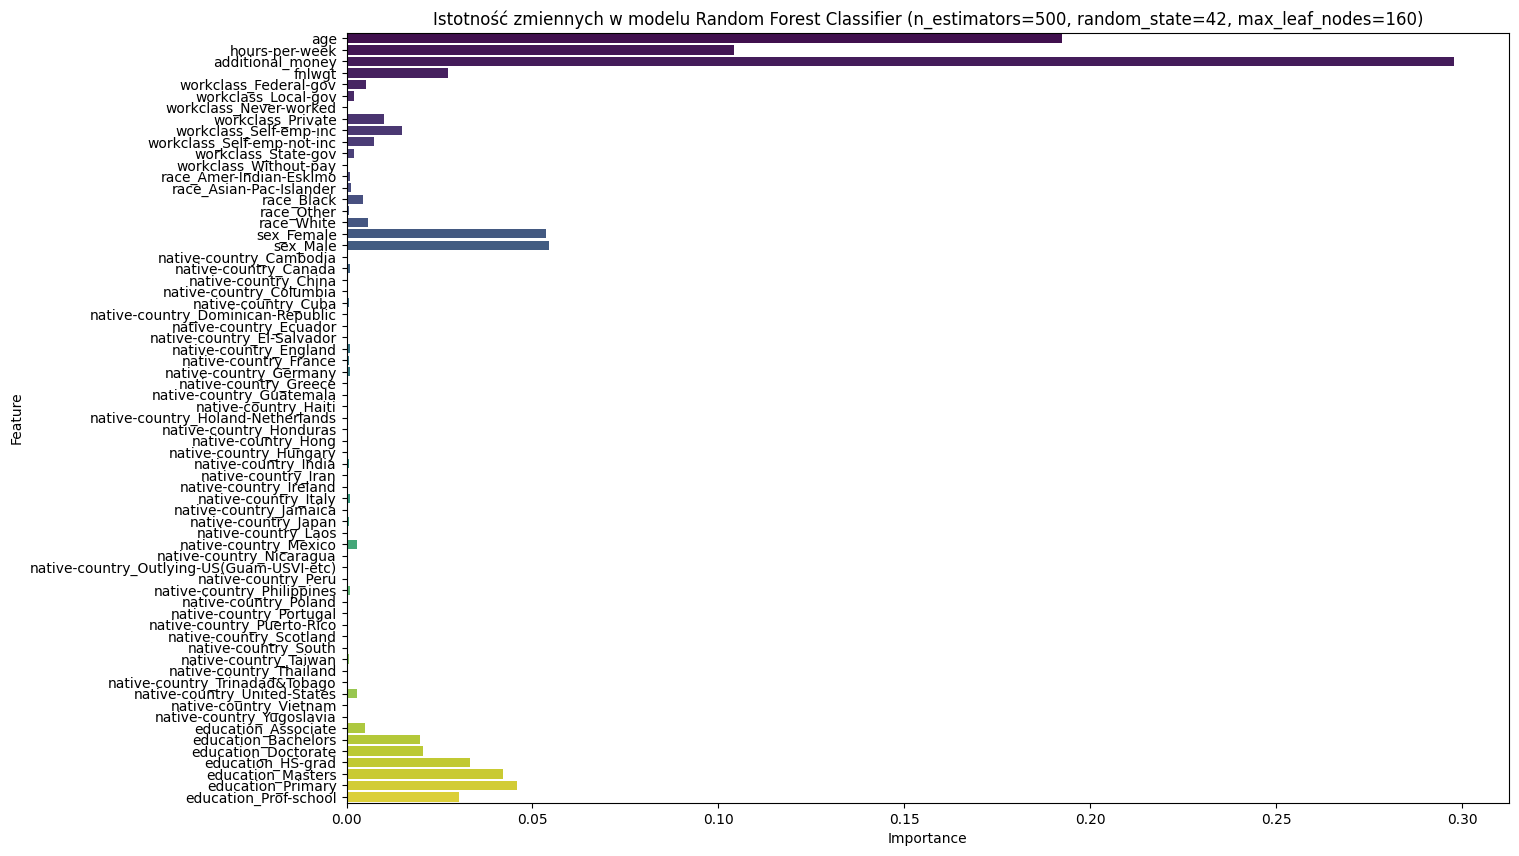 Istotność zmiennych w modelu Random Forest Classifier (n_estimators=500, random_state=42, max_leaf_nodes=160)
age
hours-per-week
additional_money
fnlwgt
workclass_Federal-gov
workclass_Local-gov
workclass_Never-worked
workclass_Private
workclass_Self-emp-inc
workclass_Self-emp-not-inc
workclass_State-gov
workclass_Without-pay
race_Amer-Indian-Eskimo
race_Asian-Pac-Islander
race_Black
race_Other
race_White
sex_Female
sex_Male
native-country_Cambodia
native-country_Canada
native-country_China
native-country_Columbia
native-country_Cuba
native-country_Dominican-Republic
native-country_Ecuador
native-country_El-Salvador
native-country_England
native-country_France
native-country_Germany
native-country_Greece
native-country_Guatemala
native-country_Haiti
native-country_Holand-Netherlands
native-country_Honduras
native-country_Hong
native-country_Hungary
native-country_India
native-country_Iran
native-country_Ireland
native-country_Italy
native-country_Jamaica
native-country_Japan
native-country_Laos
native-country_Mexico
native-country_Nicaragua
native-country_Outlying-US(Guam-USVI-etc)
native-country_Peru
native-country_Philippines
native-country_Poland
native-country_Portugal
native-country_Puerto-Rico
native-country_Scotland
native-country_South
native-country_Taiwan
native-country_Thailand
native-country_Trinadad&Tobago
native-country_United-States
native-country_Vietnam
native-country_Yugoslavia
education_Associate
education_Bachelors
education_Doctorate
education_HS-grad
education_Masters
education_Primary
education_Prof-school
Feature
0.00 0.05 0.10 0.15 0.20 0.25 0.30
Importance